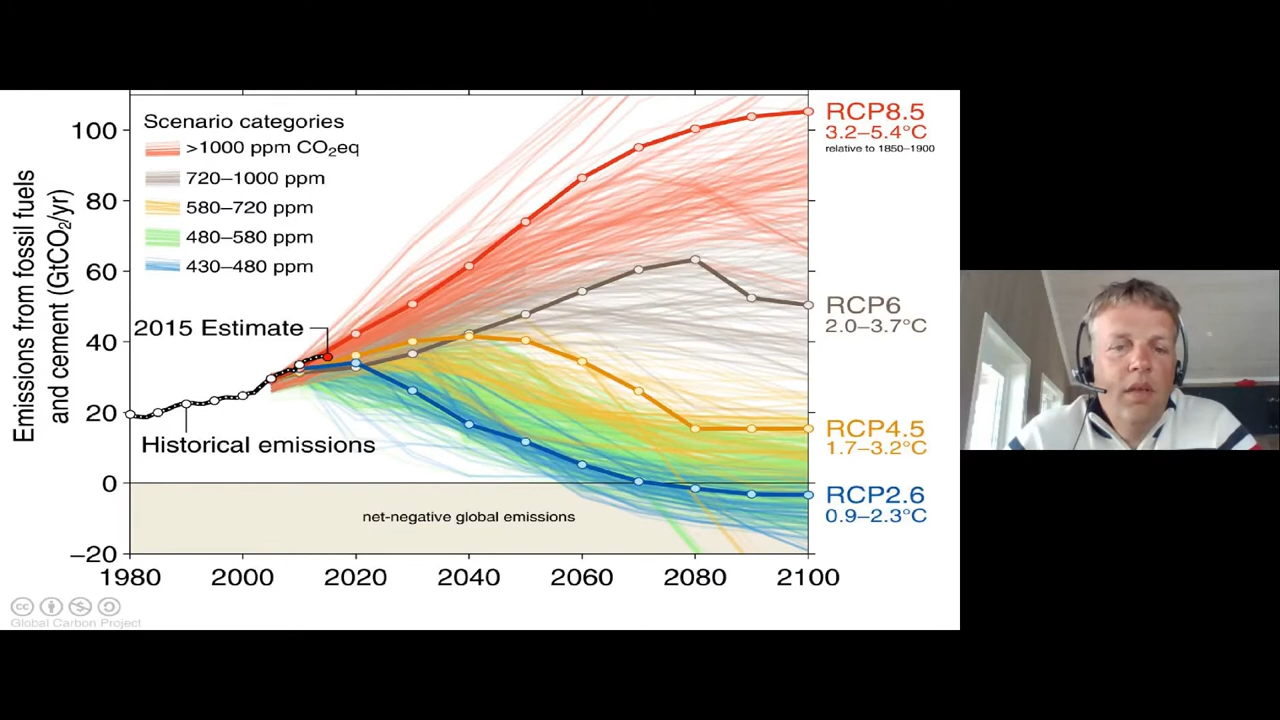 Scenario categories
>1000 ppm CO₂eq
720–1000 ppm
580–720 ppm
480–580 ppm
430–480 ppm
Emissions from fossil fuels
and cement (GtCO₂/yr)
100
80
60
40
20
0
−20
2015 Estimate
Historical emissions
net-negative global emissions
1980
2000
2020
2040
2060
2080
2100
RCP8.5
3.2–5.4°C
relative to 1850–1900
RCP6
2.0–3.7°C
RCP4.5
1.7–3.2°C
RCP2.6
0.9–2.3°C
cc
Global Carbon Project